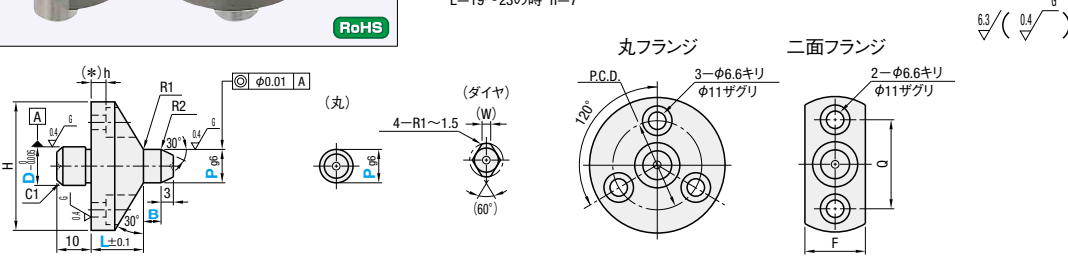 L=19～23の時 h=7
RoHS
6.3 ( 0.4 G )
丸フランジ
二面フランジ
(＊)h
R1
R2
◎ φ0.01 A
(丸)
(ダイヤ)
(W)
4－R1～1.5
P.C.D.
3－φ6.6キリ
φ11ザグリ
2－φ6.6キリ
φ11ザグリ
120°
A
0.4 G
30°
0.4 G
H
D 0 -0.05
P g6
P g6
Q
C1
3
B
0.4 G
30°
(60°)
10
L±0.1
F